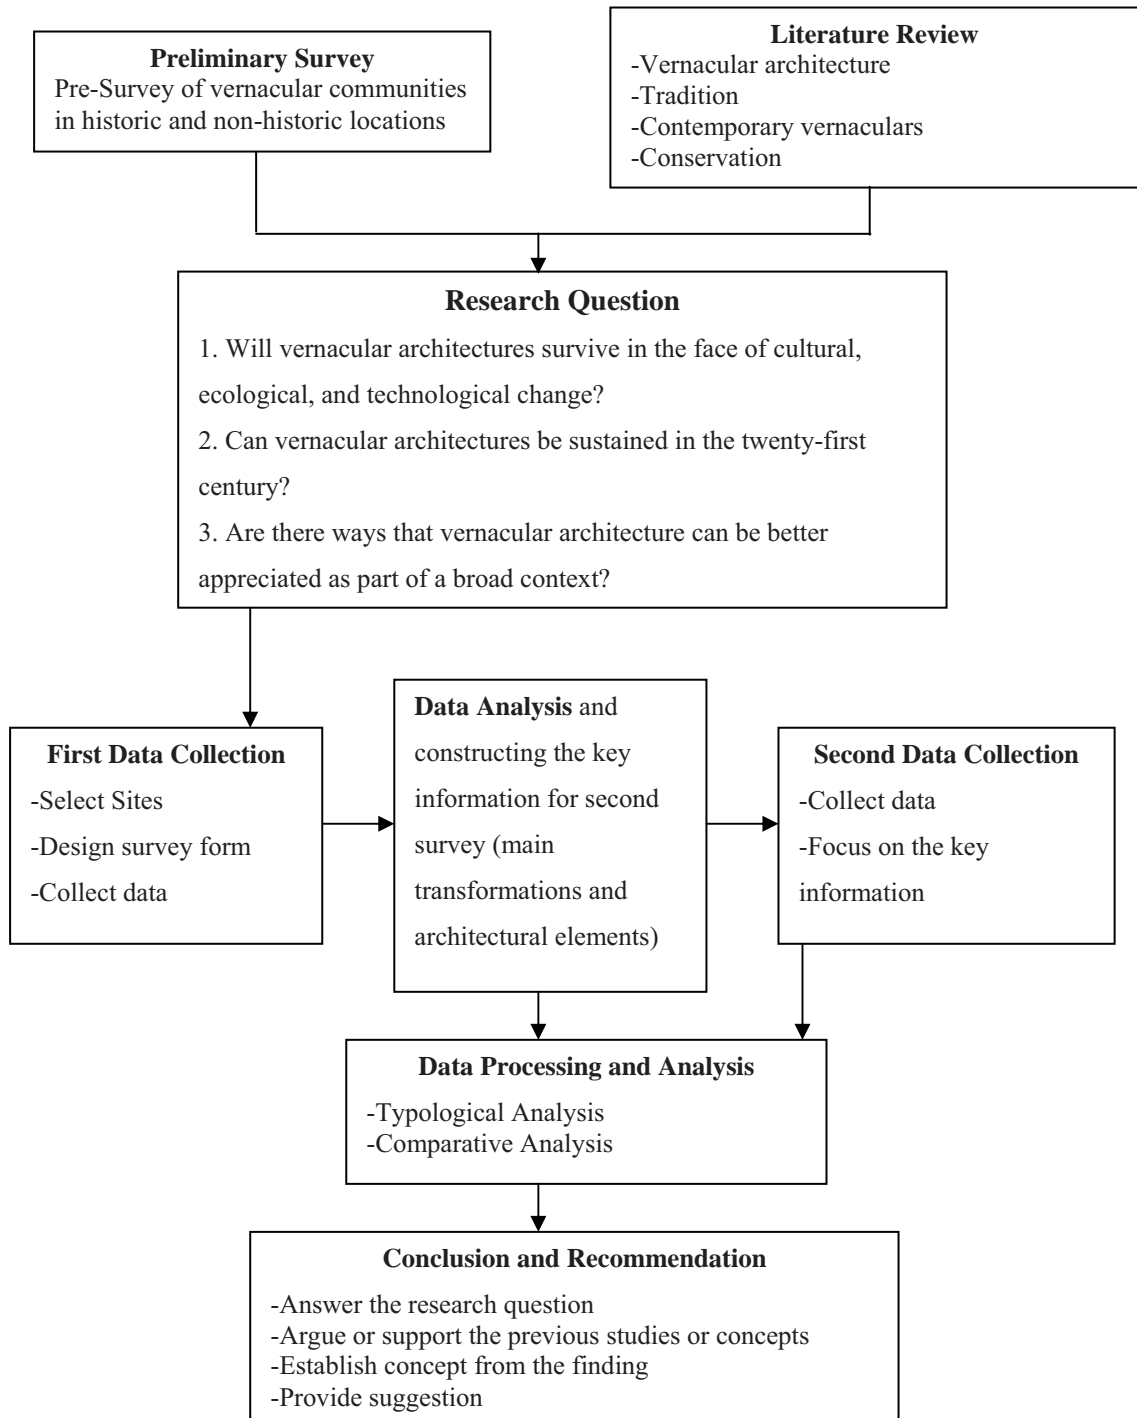 Preliminary Survey
Pre-Survey of vernacular communities
in historic and non-historic locations
Literature Review
-Vernacular architecture
-Tradition
-Contemporary vernaculars
-Conservation
Research Question
1. Will vernacular architectures survive in the face of cultural,
ecological, and technological change?
2. Can vernacular architectures be sustained in the twenty-first
century?
3. Are there ways that vernacular architecture can be better
appreciated as part of a broad context?
First Data Collection
-Select Sites
-Design survey form
-Collect data
Data Analysis and
constructing the key
information for second
survey (main
transformations and
architectural elements)
Second Data Collection
-Collect data
-Focus on the key
information
Data Processing and Analysis
-Typological Analysis
-Comparative Analysis
Conclusion and Recommendation
-Answer the research question
-Argue or support the previous studies or concepts
-Establish concept from the finding
-Provide suggestion